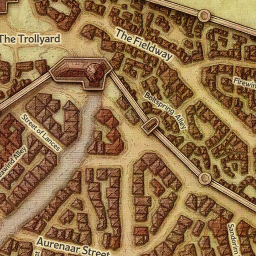 The Trollyard
The Fieldway
Bellspring Alley
Street of Lances
Aurenaar Street